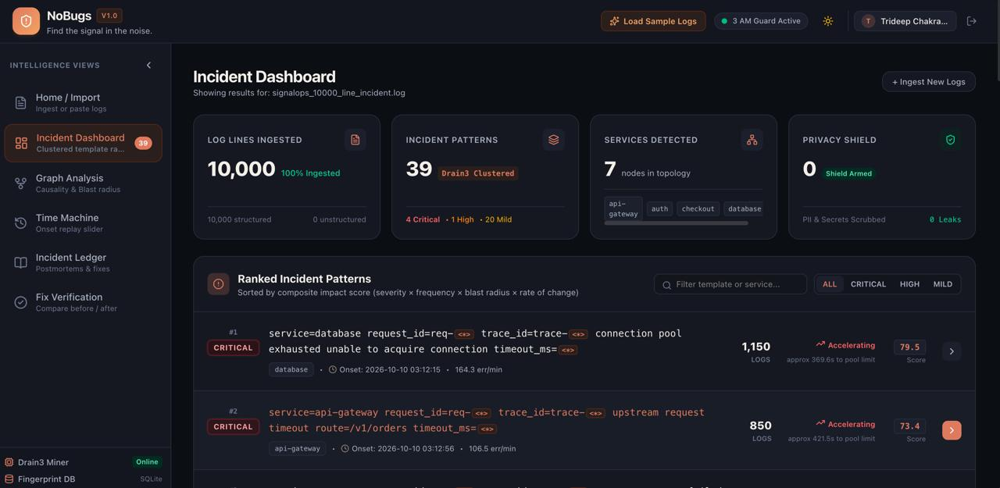 NoBugs V1.0
Find the signal in the noise.
Load Sample Logs
3 AM Guard Active
T Trideep Chakra...
INTELLIGENCE VIEWS
Home / Import
Ingest or paste logs
Incident Dashboard
Clustered template ra... 39
Graph Analysis
Causality & Blast radius
Time Machine
Onset replay slider
Incident Ledger
Postmortems & fixes
Fix Verification
Compare before / after
Drain3 Miner Online
Fingerprint DB SQLite
Incident Dashboard
Showing results for: signalops_10000_line_incident.log
+ Ingest New Logs
LOG LINES INGESTED
10,000 100% Ingested
10,000 structured 0 unstructured
INCIDENT PATTERNS
39 Drain3 Clustered
4 Critical • 1 High • 20 Mild
SERVICES DETECTED
7 nodes in topology
api-gateway auth checkout database
PRIVACY SHIELD
0 Shield Armed
PII & Secrets Scrubbed 0 Leaks
Ranked Incident Patterns
Sorted by composite impact score (severity × frequency × blast radius × rate of change)
Filter template or service...
ALL CRITICAL HIGH MILD
#1
CRITICAL
service=database request_id=req-<*> trace_id=trace-<*> connection pool
exhausted unable to acquire connection timeout_ms=<*>
database • Onset: 2026-10-10 03:12:15 • 164.3 err/min
1,150
LOGS
Accelerating
approx 369.6s to pool limit
79.5
Score
#2
CRITICAL
service=api-gateway request_id=req-<*> trace_id=trace-<*> upstream request
timeout route=/v1/orders timeout_ms=<*>
api-gateway • Onset: 2026-10-10 03:12:56 • 106.5 err/min
850
LOGS
Accelerating
approx 421.5s to pool limit
73.4
Score